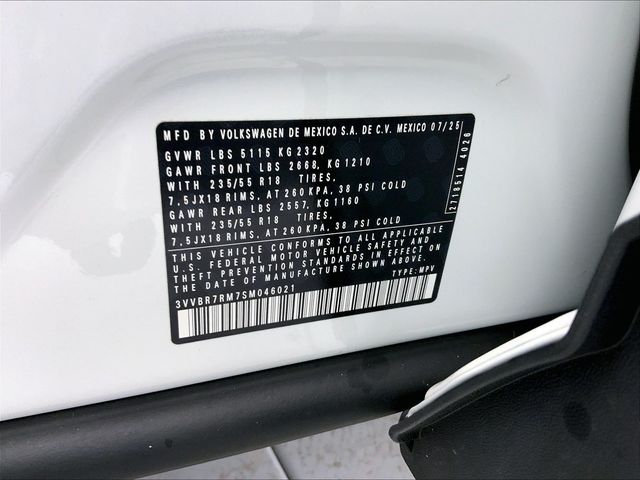 MFD BY VOLKSWAGEN DE MEXICO S.A. DE C.V. MEXICO 07/25
GVWR LBS 5115 KG 2320
GAWR FRONT LBS 2668, KG 1210
WITH 235/55 R18 TIRES,
7.5JX18 RIMS, AT 260 KPA, 38 PSI COLD
GAWR REAR LBS 2557, KG 1160
WITH 235/55 R18 TIRES,
7.5JX18 RIMS, AT 260 KPA, 38 PSI COLD
THIS VEHICLE CONFORMS TO ALL APPLICABLE
U.S. FEDERAL MOTOR VEHICLE SAFETY AND
THEFT PREVENTION STANDARDS IN EFFECT ON
THE DATE OF MANUFACTURE SHOWN ABOVE.
3VVBR7RM7SM046021 TYPE: MPV
2718514 4026